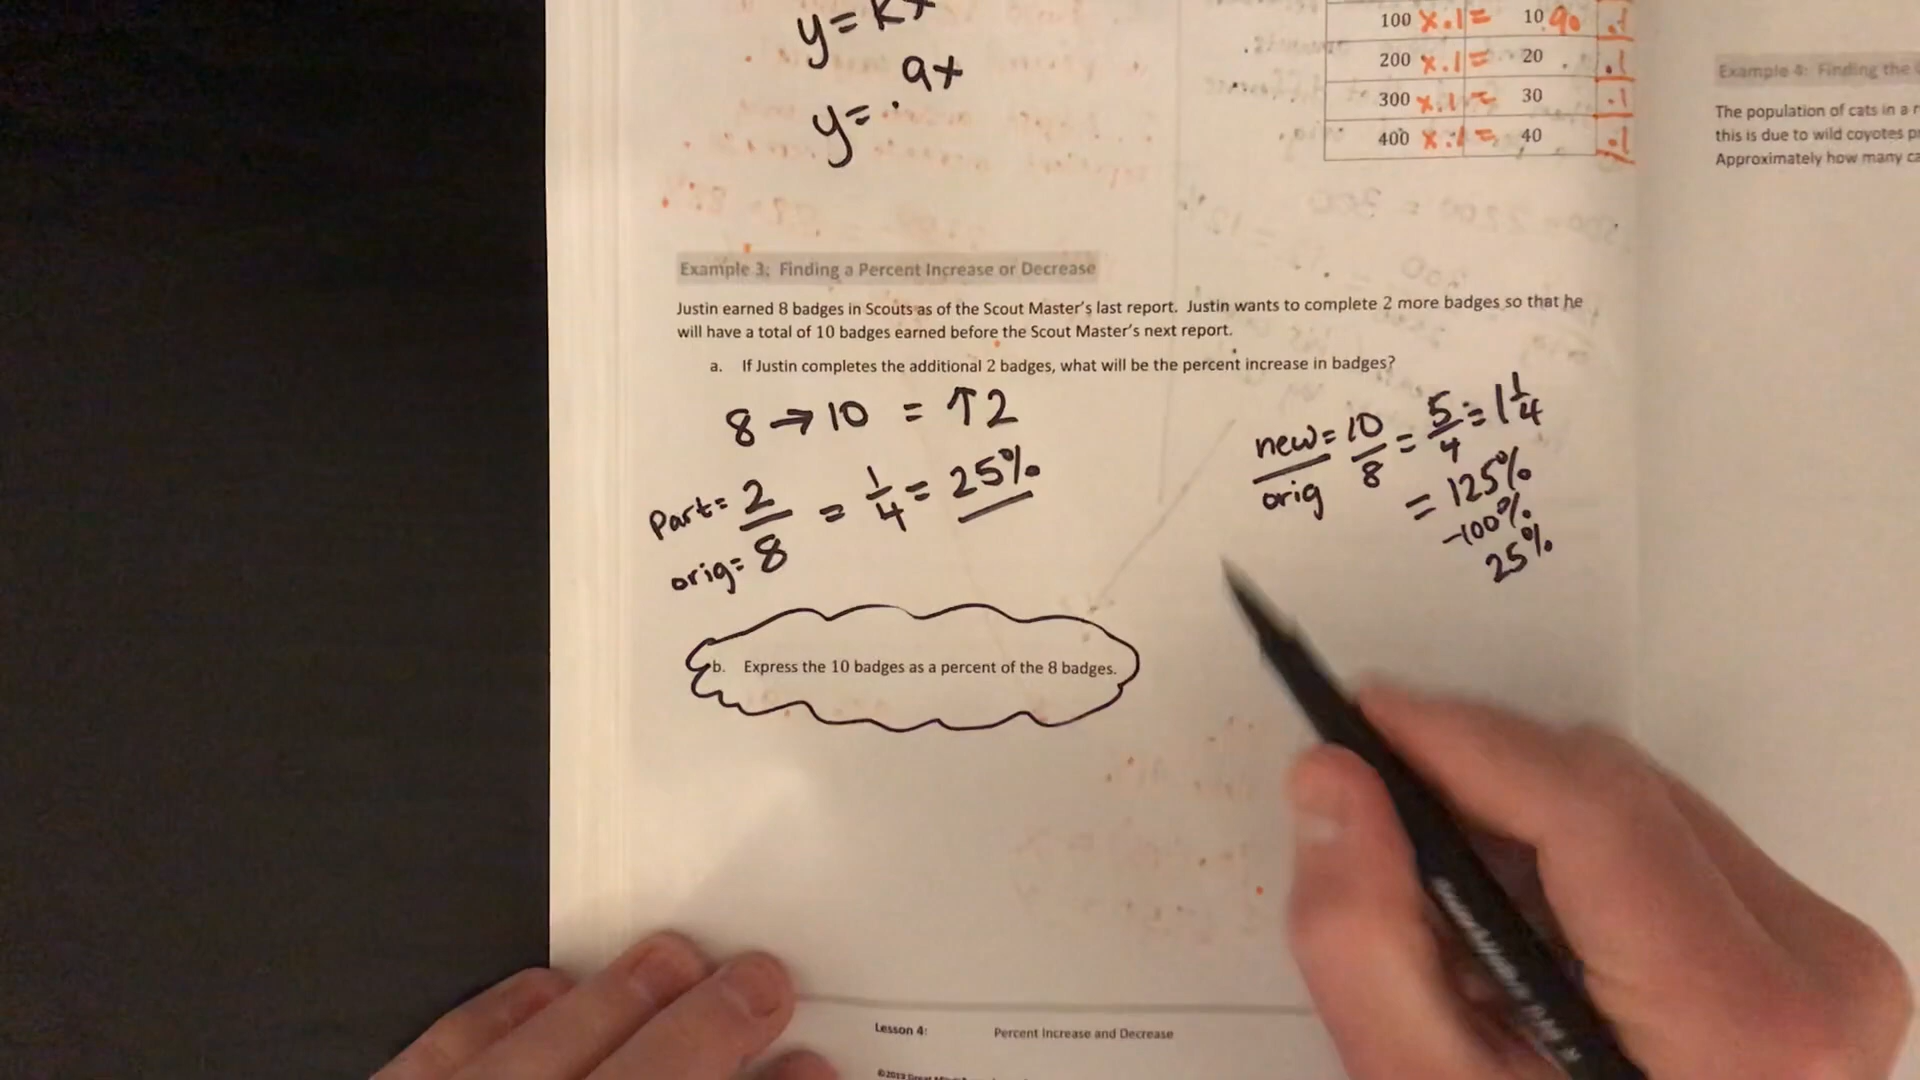 y = kx
y = .9x
100 x .1 = 10 90 .1
200 x .1 = 20 .1
300 x .1 = 30 .1
400 x .1 = 40 .1
Example 4: Finding the
The population of cats in a
this is due to wild coyotes
Approximately how many
Example 3: Finding a Percent Increase or Decrease
Justin earned 8 badges in Scouts as of the Scout Master's last report. Justin wants to complete 2 more badges so that he
will have a total of 10 badges earned before the Scout Master's next report.
a. If Justin completes the additional 2 badges, what will be the percent increase in badges?
8 → 10 = ↑2
part = 2
orig = 8
= 1/4 = 25%
new = 10/8 = 5/4 = 1 1/4
orig
= 125%
-100%
25%
b. Express the 10 badges as a percent of the 8 badges.
Lesson 4: Percent Increase and Decrease